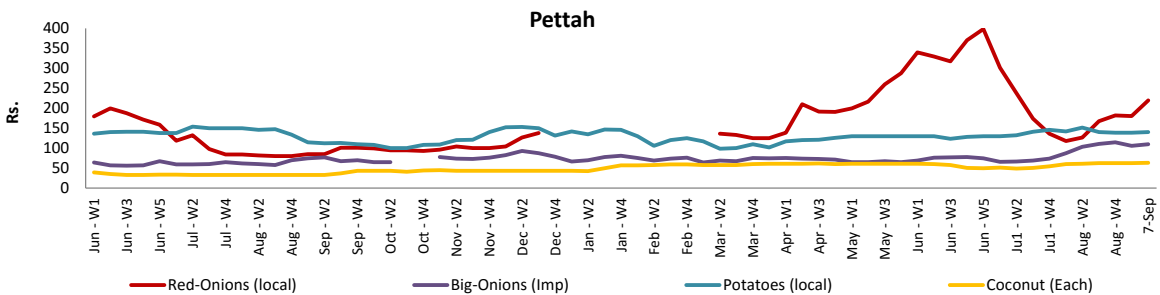 Pettah
Rs.
400
350
300
250
200
150
100
50
0
Jun - W1
Jun - W3
Jun - W5
Jul - W2
Jul - W4
Aug - W2
Aug - W4
Sep - W2
Sep - W4
Oct - W2
Oct - W4
Nov - W2
Nov - W4
Dec - W2
Dec - W4
Jan - W2
Jan - W4
Feb - W2
Feb - W4
Mar - W2
Mar - W4
Apr - W1
Apr - W3
May - W1
May - W3
Jun - W1
Jun - W3
Jun - W5
Ju1 - W2
Ju1 - W4
Aug - W2
Aug - W4
7-Sep
Red-Onions (local) Big-Onions (Imp) Potatoes (local) Coconut (Each)